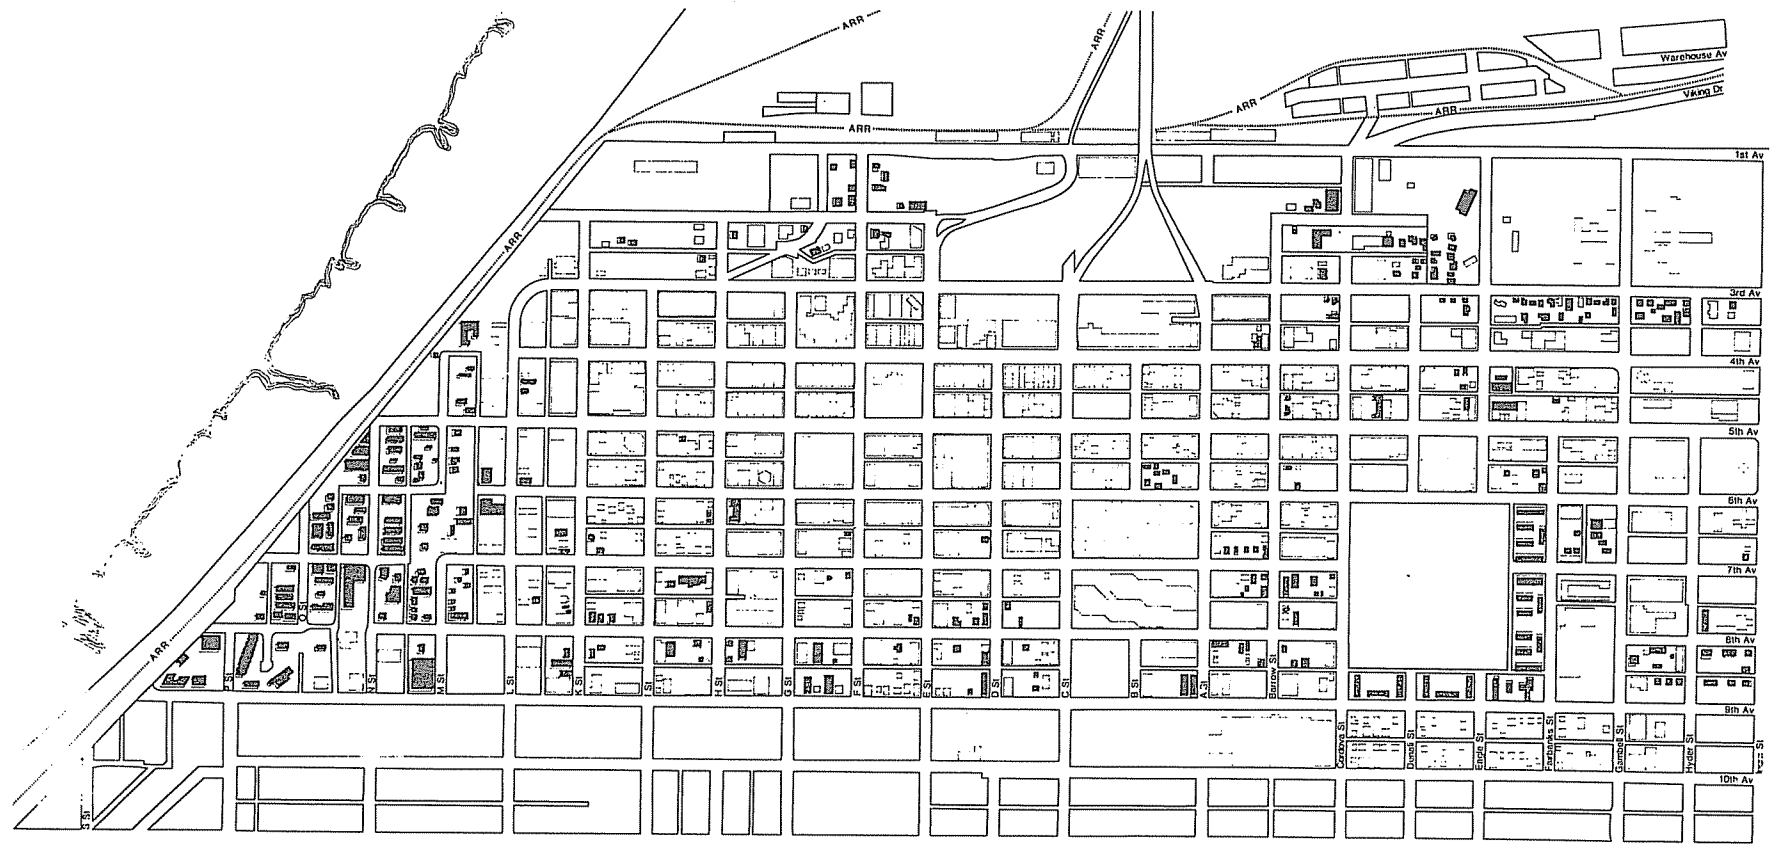 ARR
ARR
Warehouse Av
Viking Dr
ARR
ARR
ARR
1st Av
ARR
3rd Av
4th Av
5th Av
6th Av
7th Av
O St
8th Av
ARR
P St
N St
M St
L St
K St
I St
H St
G St
F St
E St
D St
C St
B St
A St
Barrow St
9th Av
Cordova St
Denali St
Eagle St
Fairbanks St
Gambell St
Hyder St
10th Av
S St